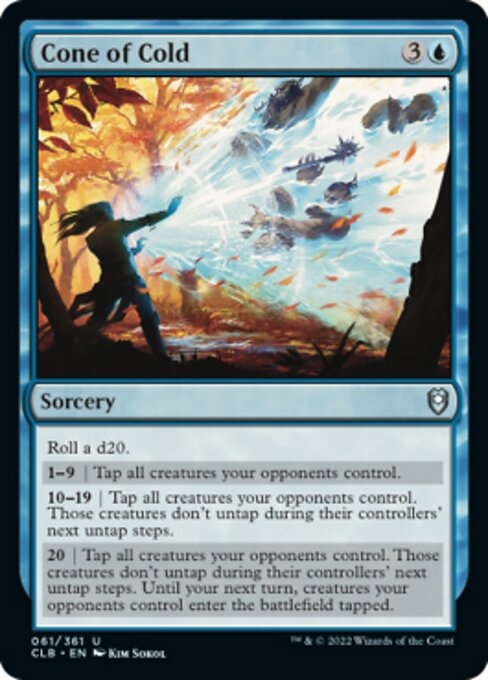 Cone of Cold 3
Sorcery
Roll a d20.
1–9 | Tap all creatures your opponents control.
10–19 | Tap all creatures your opponents control.
Those creatures don't untap during their controllers'
next untap steps.
20 | Tap all creatures your opponents control. Those
creatures don't untap during their controllers' next
untap steps. Until your next turn, creatures your
opponents control enter the battlefield tapped.
061/361 U
CLB • EN Kim Sokol
™ & © 2022 Wizards of the Coast